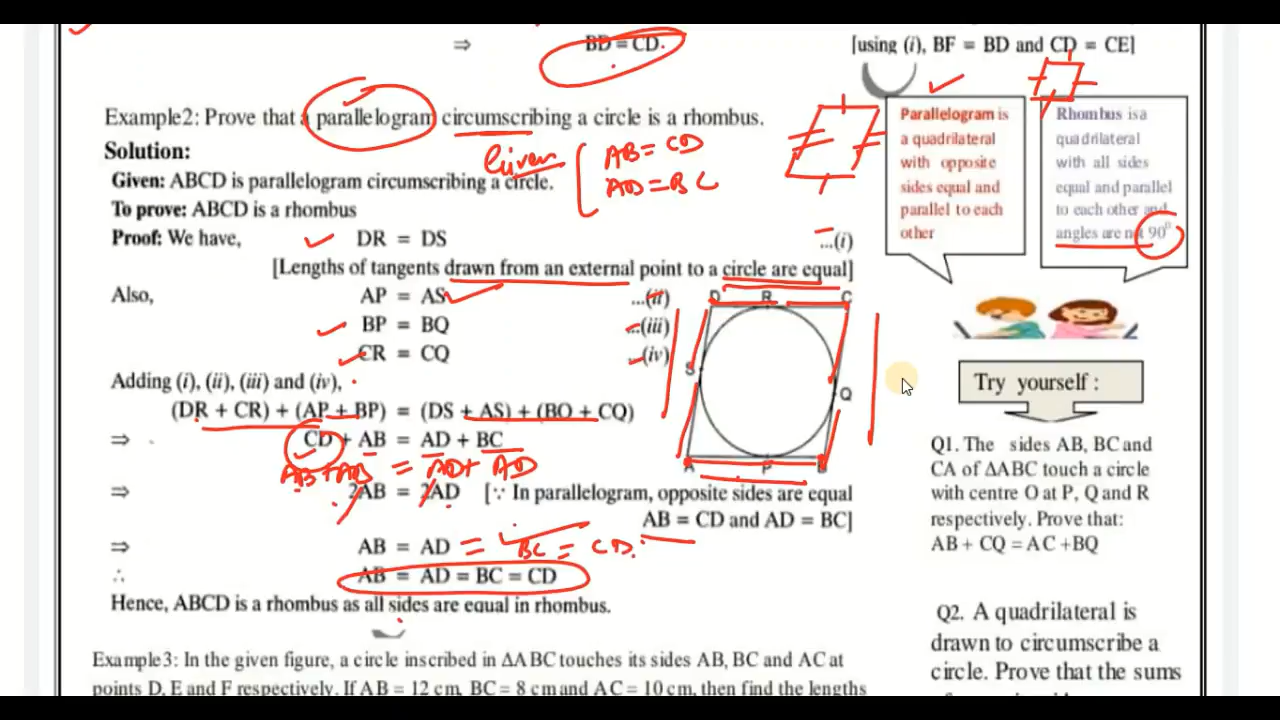 ⇒ BD = CD. [using (i), BF = BD and CD = CE]
Example2: Prove that a parallelogram circumscribing a circle is a rhombus.
Solution:
Given
AB = CD
AD = BC
Given: ABCD is parallelogram circumscribing a circle.
To prove: ABCD is a rhombus
Proof: We have, DR = DS ...(i)
[Lengths of tangents drawn from an external point to a circle are equal]
Also, AP = AS ...(ii)
BP = BQ ...(iii)
CR = CQ ...(iv)
Adding (i), (ii), (iii) and (iv),
(DR + CR) + (AP + BP) = (DS + AS) + (BQ + CQ)
⇒ CD + AB = AD + BC
AB + AB = AD + AD
⇒ 2AB = 2AD [∵ In parallelogram, opposite sides are equal
AB = CD and AD = BC]
⇒ AB = AD = BC = CD.
∴ AB = AD = BC = CD
Hence, ABCD is a rhombus as all sides are equal in rhombus.
D R C
S
Q
A P B
Example3: In the given figure, a circle inscribed in ΔABC touches its sides AB, BC and AC at
points D, E and F respectively. If AB = 12 cm, BC = 8 cm and AC = 10 cm, then find the lengths
Parallelogram is
a quadrilateral
with opposite
sides equal and
parallel to each
other
Rhombus is a
quadrilateral
with all sides
equal and parallel
to each other and
angles are not 90°
Try yourself :
Q1. The sides AB, BC and
CA of ΔABC touch a circle
with centre O at P, Q and R
respectively. Prove that:
AB + CQ = AC + BQ
Q2. A quadrilateral is
drawn to circumscribe a
circle. Prove that the sums